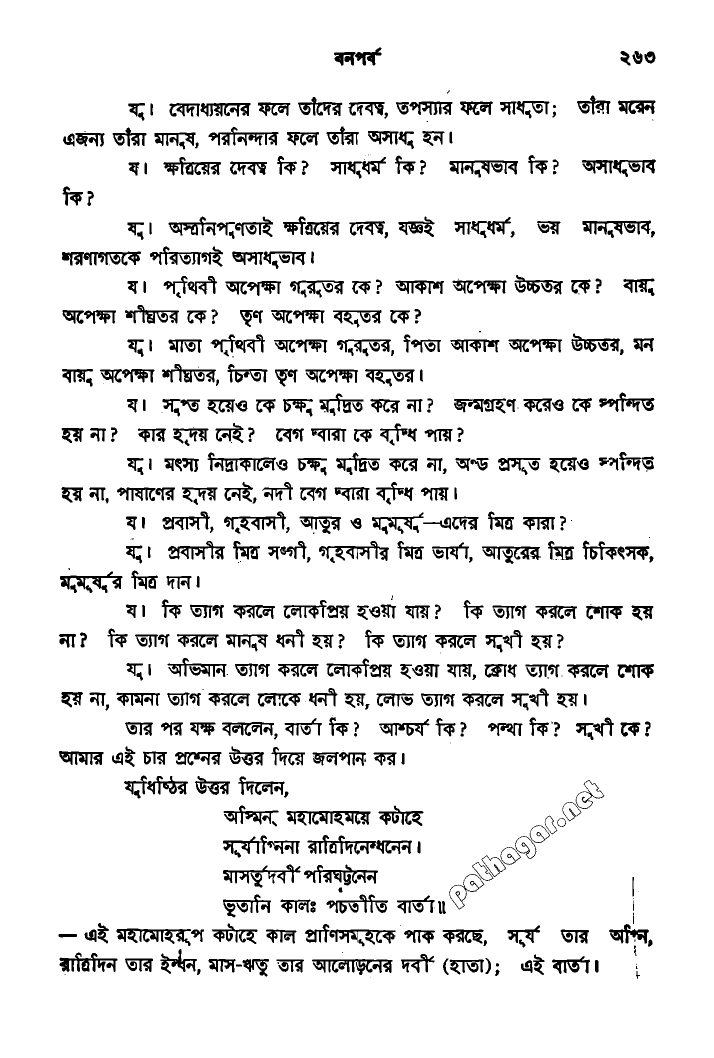 বনপর্ব ২৬৩
যু। বেদাধ্যয়নের ফলে তাঁদের দেবত্ব, তপস্যার ফলে সাধুতা; তাঁরা মরেন
এজন্য তাঁরা মানুষ, পরনিন্দার ফলে তাঁরা অসাধু হন।
য। ক্ষত্রিয়ের দেবত্ব কি? সাধুধর্ম কি? মানুষভাব কি? অসাধুভাব
কি?
যু। অস্ত্রনিপুণতাই ক্ষত্রিয়ের দেবত্ব, যজ্ঞই সাধুধর্ম, ভয় মানুষভাব,
শরণাগতকে পরিত্যাগই অসাধুভাব।
য। পৃথিবী অপেক্ষা গুরুতর কে? আকাশ অপেক্ষা উচ্চতর কে? বায়ু
অপেক্ষা শীঘ্রতর কে? তৃণ অপেক্ষা বহুতর কে?
যু। মাতা পৃথিবী অপেক্ষা গুরুতর, পিতা আকাশ অপেক্ষা উচ্চতর, মন
বায়ু অপেক্ষা শীঘ্রতর, চিন্তা তৃণ অপেক্ষা বহুতর।
য। সুপ্ত হয়েও কে চক্ষু মুদ্রিত করে না? জন্মগ্রহণ করেও কে স্পন্দিত
হয় না? কার হৃদয় নেই? বেগ দ্বারা কে বৃদ্ধি পায়?
যু। মৎস্য নিদ্রাকালেও চক্ষু মুদ্রিত করে না, অণ্ড প্রসূত হয়েও স্পন্দিত
হয় না, পাষাণের হৃদয় নেই, নদী বেগ দ্বারা বৃদ্ধি পায়।
য। প্রবাসী, গৃহবাসী, আতুর ও মুমূর্ষু—এদের মিত্র কারা?
যু। প্রবাসীর মিত্র সঙ্গী, গৃহবাসীর মিত্র ভার্যা, আতুরের মিত্র চিকিৎসক,
মুমূর্ষুর মিত্র দান।
য। কি ত্যাগ করলে লোকপ্রিয় হওয়া যায়? কি ত্যাগ করলে শোক হয়
না? কি ত্যাগ করলে মানুষ ধনী হয়? কি ত্যাগ করলে সুখী হয়?
যু। অভিমান ত্যাগ করলে লোকপ্রিয় হওয়া যায়, ক্রোধ ত্যাগ করলে শোক
হয় না, কামনা ত্যাগ করলে লোকে ধনী হয়, লোভ ত্যাগ করলে সুখী হয়।
তার পর যক্ষ বললেন, বার্তা কি? আশ্চর্য কি? পন্থা কি? সুখী কে?
আমার এই চার প্রশ্নের উত্তর দিয়ে জলপান কর।
যুধিষ্ঠির উত্তর দিলেন,
অস্মিন্ মহামোহময়ে কটাহে
সূর্যাগ্নিনা রাত্রিদিনেন্ধনেন।
মাসর্তুদর্বীপরিঘট্টনেন
ভূতানি কালঃ পচতীতি বার্তা॥
— এই মহামোহরূপ কটাহে কাল প্রাণিসমূহকে পাক করছে, সূর্য তার অগ্নি,
রাত্রিদিন তার ইন্ধন, মাস-ঋতু তার আলোড়নের দর্বী (হাতা); এই বার্তা।
pathagar.net